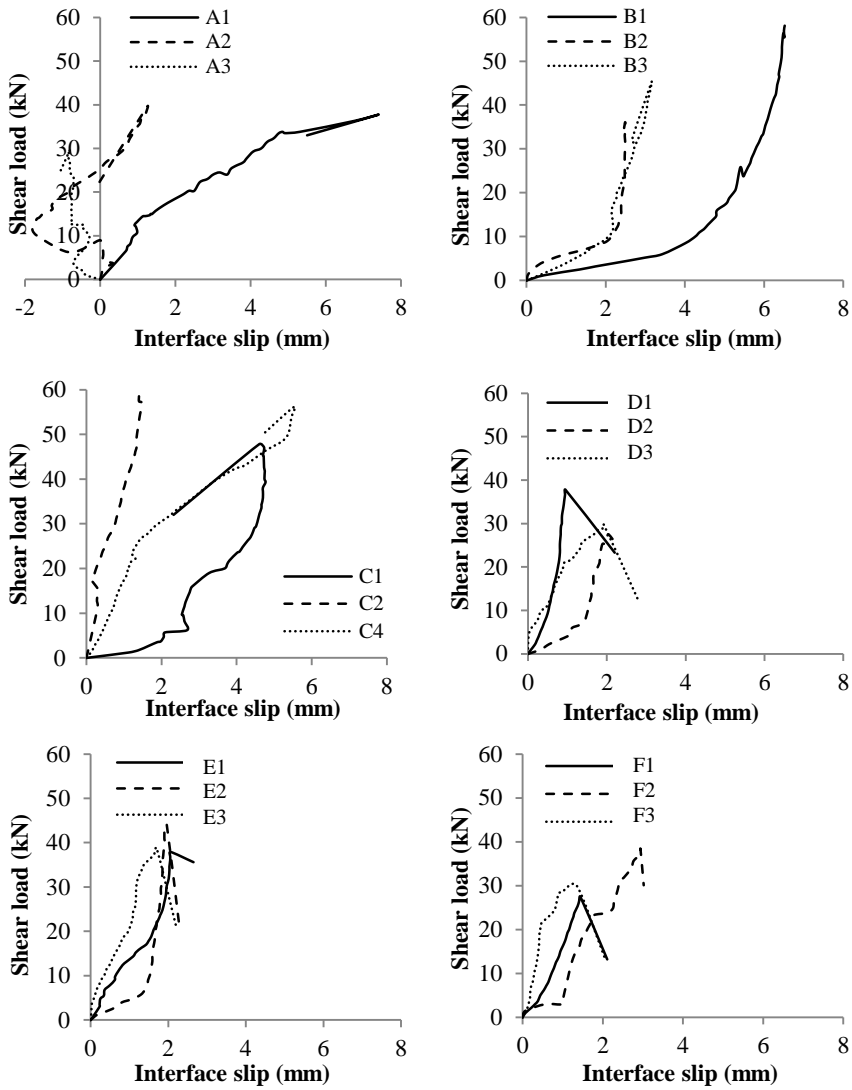 Shear load (kN)
60
50
40
30
20
10
0
-2
0
2
4
6
8
Interface slip (mm)
A1
A2
A3
Shear load (kN)
60
50
40
30
20
10
0
0
2
4
6
8
Interface slip (mm)
B1
B2
B3
Shear load (kN)
60
50
40
30
20
10
0
0
2
4
6
8
Interface slip (mm)
C1
C2
C4
Shear load (kN)
60
50
40
30
20
10
0
0
2
4
6
8
Interface slip (mm)
D1
D2
D3
Shear load (kN)
60
50
40
30
20
10
0
0
2
4
6
8
Interface slip (mm)
E1
E2
E3
Shear load (kN)
60
50
40
30
20
10
0
0
2
4
6
8
Interface slip (mm)
F1
F2
F3